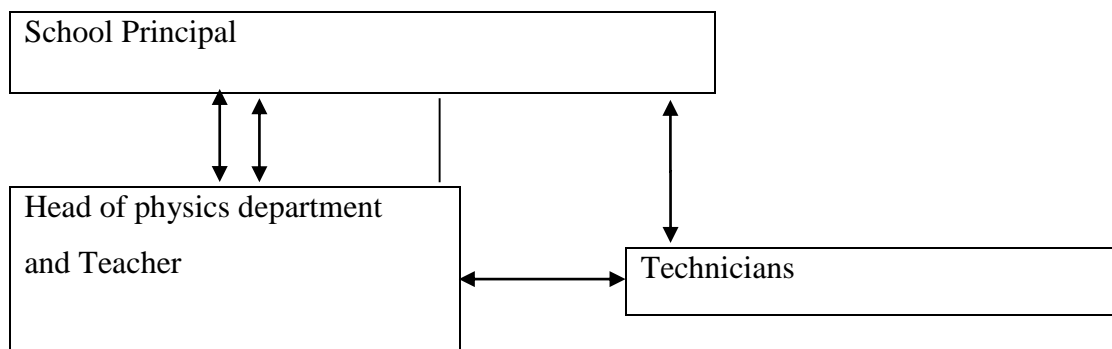 School Principal
Head of physics department
and Teacher
Technicians